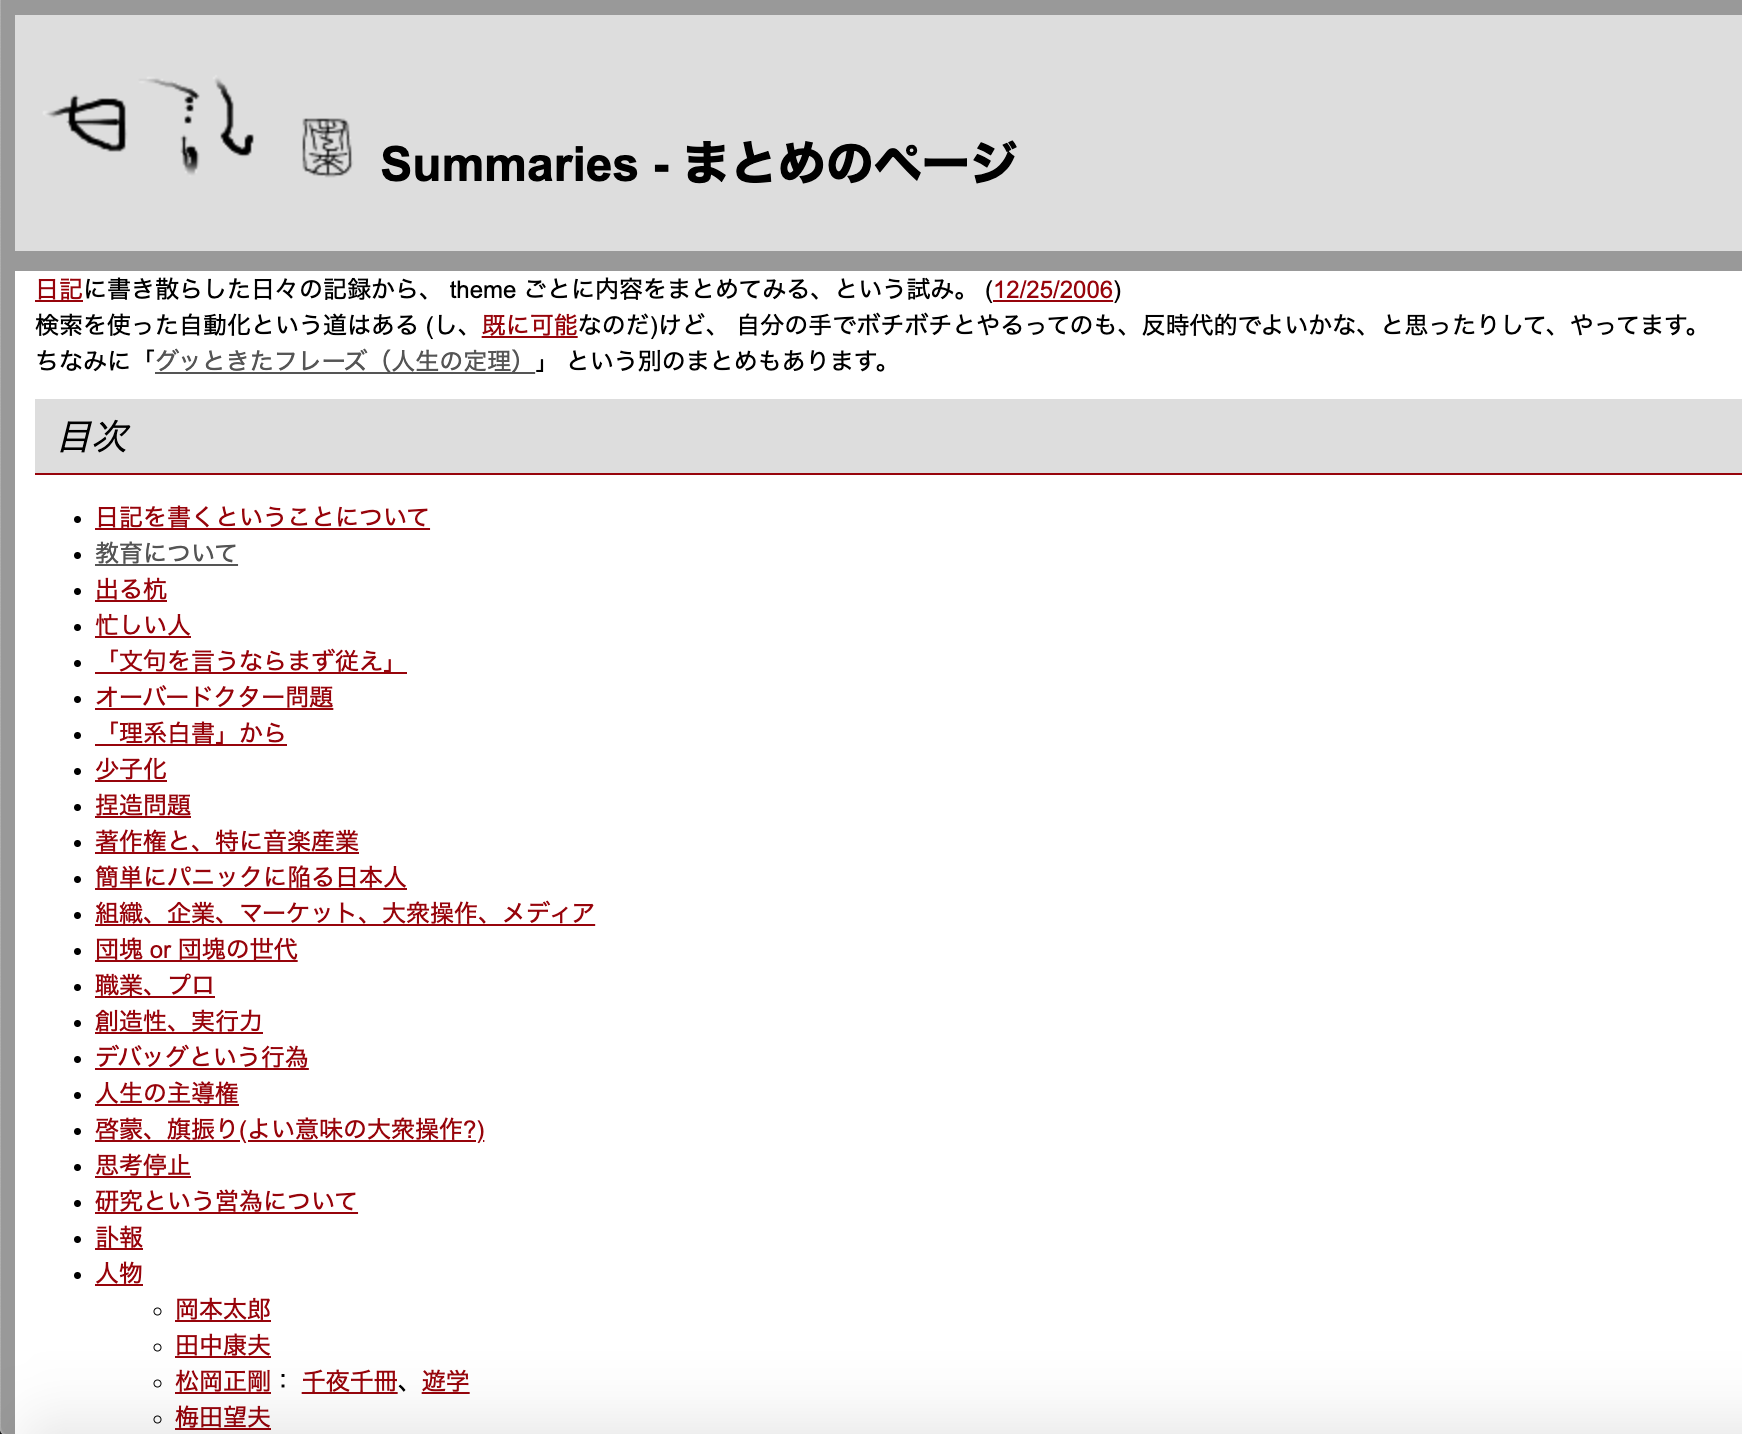 日記 Summaries - まとめのページ
日記に書き散らした日々の記録から、 theme ごとに内容をまとめてみる、という試み。 (12/25/2006)
検索を使った自動化という道はある (し、既に可能なのだ)けど、 自分の手でボチボチとやるってのも、反時代的でよいかな、と思ったりして、やってます。
ちなみに「グッときたフレーズ（人生の定理）」 という別のまとめもあります。
目次
日記を書くということについて
教育について
出る杭
忙しい人
「文句を言うならまず従え」
オーバードクター問題
「理系白書」から
少子化
捏造問題
著作権と、特に音楽産業
簡単にパニックに陥る日本人
組織、企業、マーケット、大衆操作、メディア
団塊 or 団塊の世代
職業、プロ
創造性、実行力
デバッグという行為
人生の主導権
啓蒙、旗振り(よい意味の大衆操作?)
思考停止
研究という営為について
訃報
人物
岡本太郎
田中康夫
松岡正剛： 千夜千冊、遊学
梅田望夫